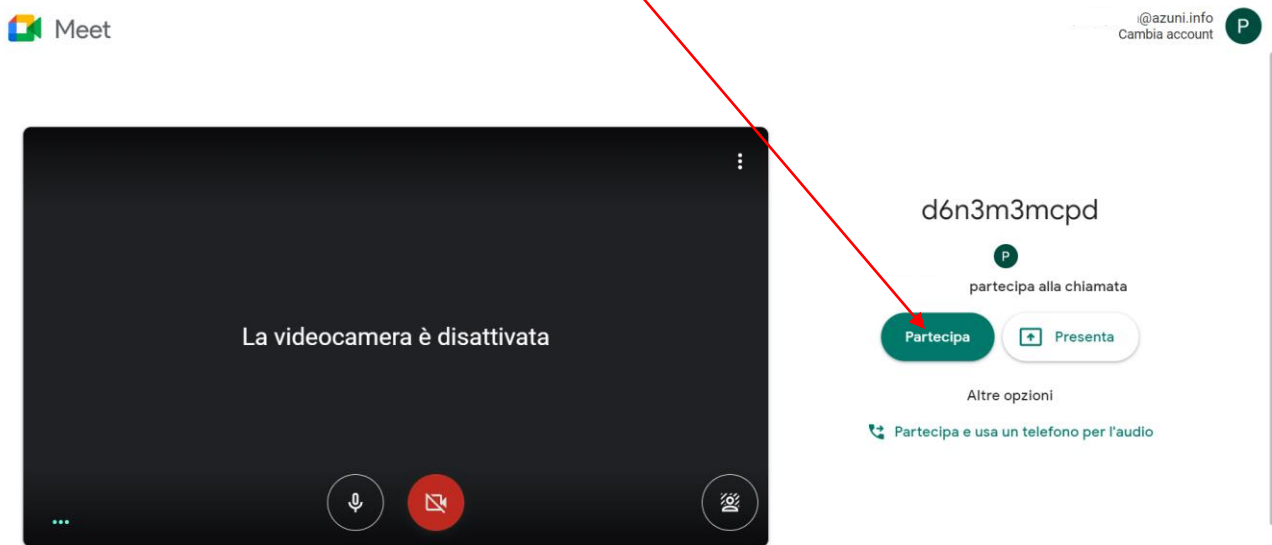 Meet
@azuni.info
Cambia account
P
d6n3m3mcpd
P
partecipa alla chiamata
La videocamera è disattivata
Partecipa
Presenta
Altre opzioni
Partecipa e usa un telefono per l'audio